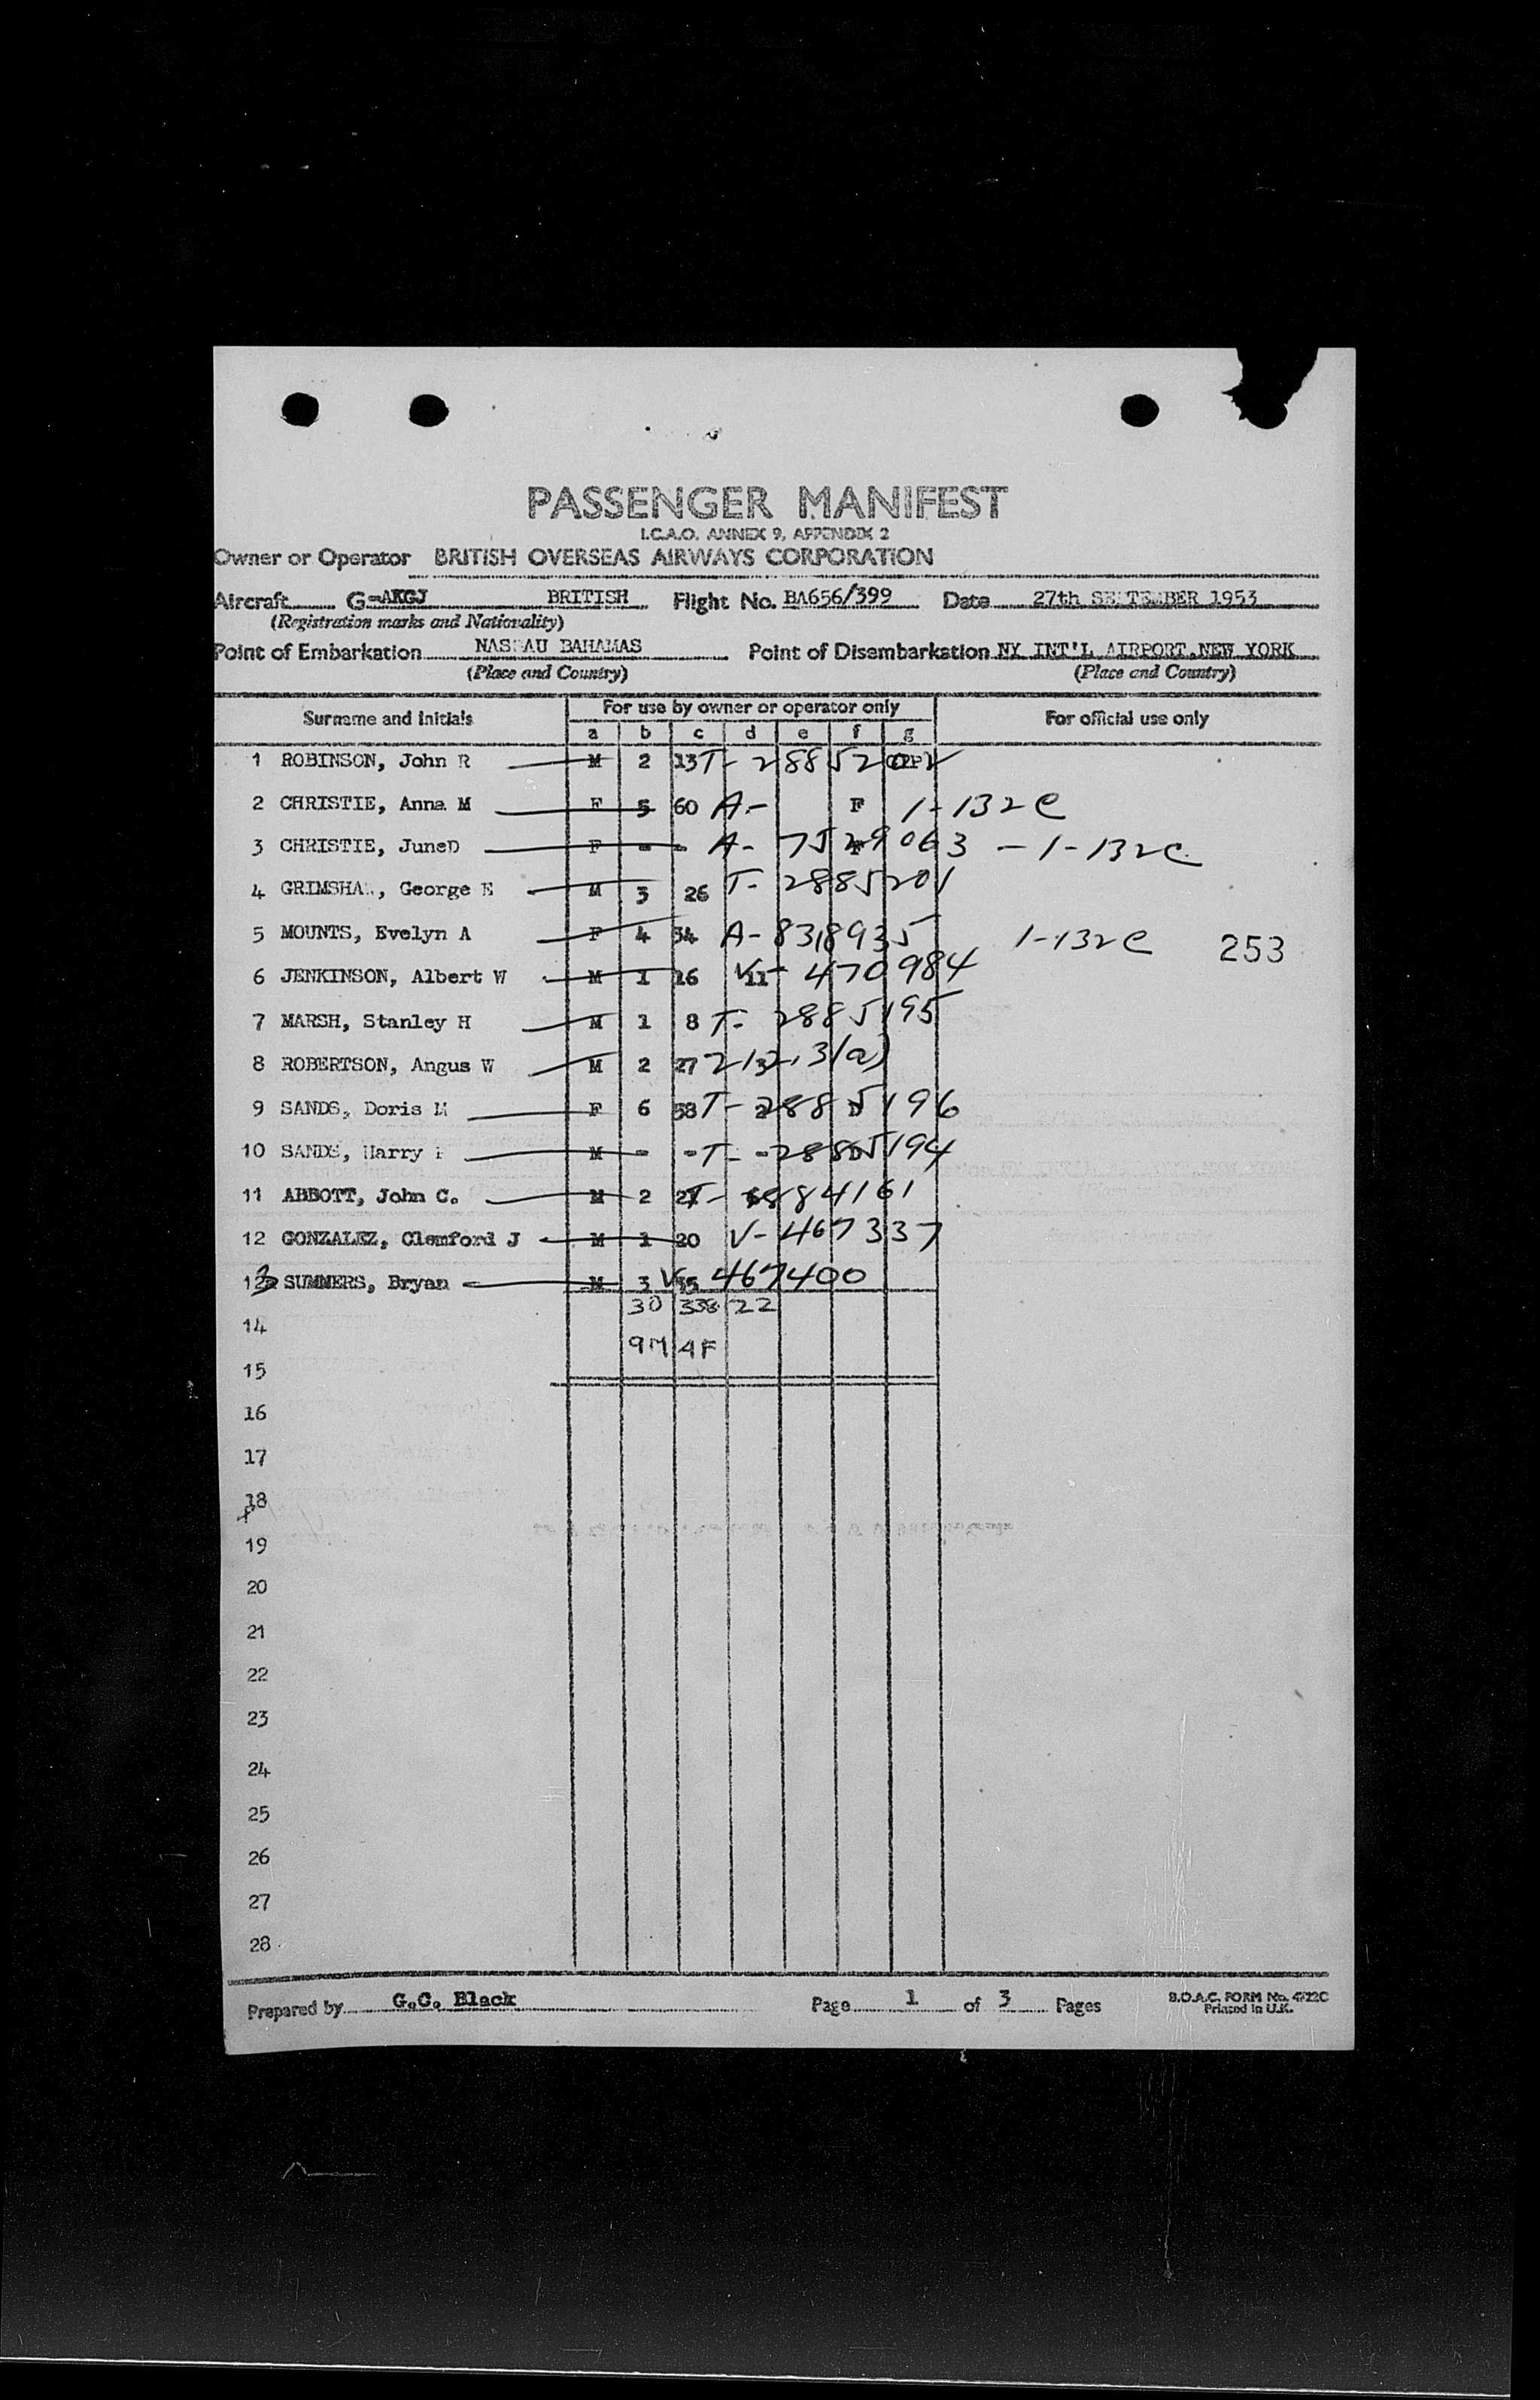 PASSENGER MANIFEST
I.C.A.O. ANNEX 9, APPENDIX 2
Owner or Operator BRITISH OVERSEAS AIRWAYS CORPORATION
Aircraft G-AKGJ BRITISH Flight No. BA656/399 Date 27th SEPTEMBER 1953
(Registration marks and Nationality)
Point of Embarkation NASSAU BAHAMAS Point of Disembarkation NY INT'L AIRPORT, NEW YORK
(Place and Country) (Place and Country)
Surname and initials For use by owner or operator only For official use only
a b c d e f g
1 ROBINSON, John R M 2 13 T-
2 CHRISTIE, Anna M F 5 60 A- F 1-132c
3 CHRISTIE, JuneD F - - A- 7529063 - 1-132c
4 GRIMSHAW, George E M 3 26 T- 2885201
5 MOUNTS, Evelyn A F 4 54 A-8318935 1-132c 253
6 JENKINSON, Albert W M 1 16 V- 11 470984
7 MARSH, Stanley H M 1 8 T- 2885195
8 ROBERTSON, Angus W M 2 27 212.3(a)
9 SANDS, Doris M F 6 58 T-2885196
10 SANDS, Harry M - - T- - 2885194
11 ABBOTT, John C. M 2 T- 884161
12 GONZALEZ, Clemford J M 1 20 V-467337
13 SUMMERS, Bryan M 3 35 V-467400
30 338 22
14
9M 4F
15
16
17
18
19
20
21
22
23
24
25
26
27
28
Prepared by G.C. Black Page 1 of 3 Pages B.O.A.C. FORM No. 4722C
Printed in U.K.